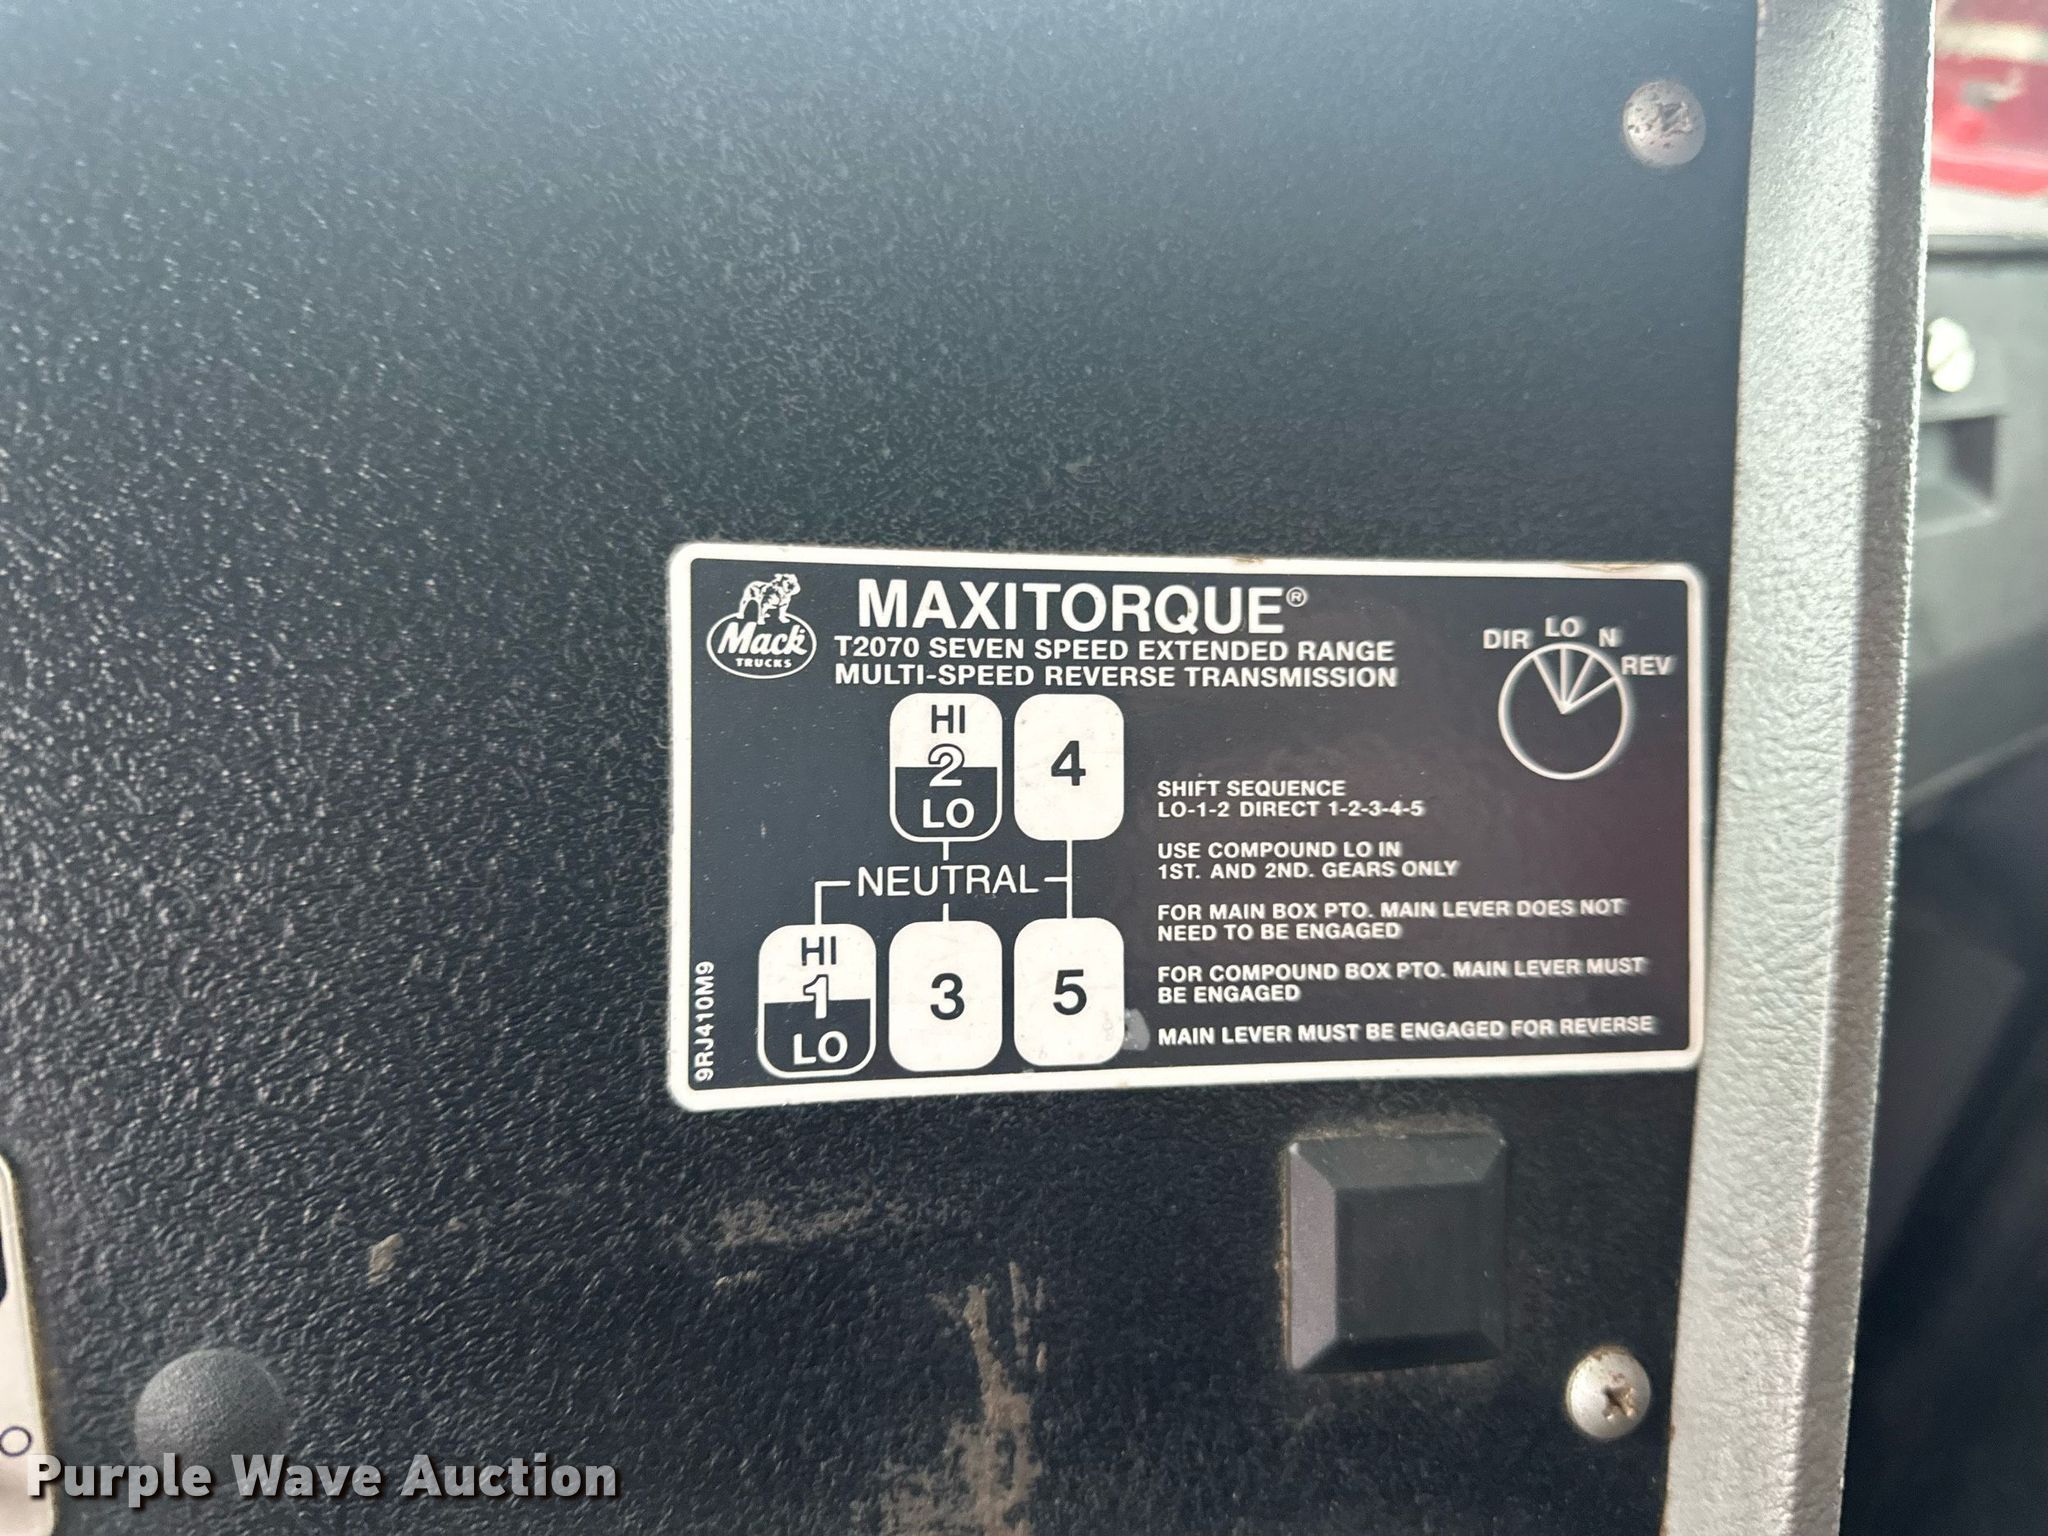 Mack
TRUCKS
MAXITORQUE®
T2070 SEVEN SPEED EXTENDED RANGE
MULTI-SPEED REVERSE TRANSMISSION
DIR LO N REV
HI
2
LO
4
NEUTRAL
HI
1
LO
3
5
SHIFT SEQUENCE
LO-1-2 DIRECT 1-2-3-4-5
USE COMPOUND LO IN
1ST. AND 2ND. GEARS ONLY
FOR MAIN BOX PTO. MAIN LEVER DOES NOT
NEED TO BE ENGAGED
FOR COMPOUND BOX PTO. MAIN LEVER MUST
BE ENGAGED
MAIN LEVER MUST BE ENGAGED FOR REVERSE
9RJ410M9
Purple Wave Auction